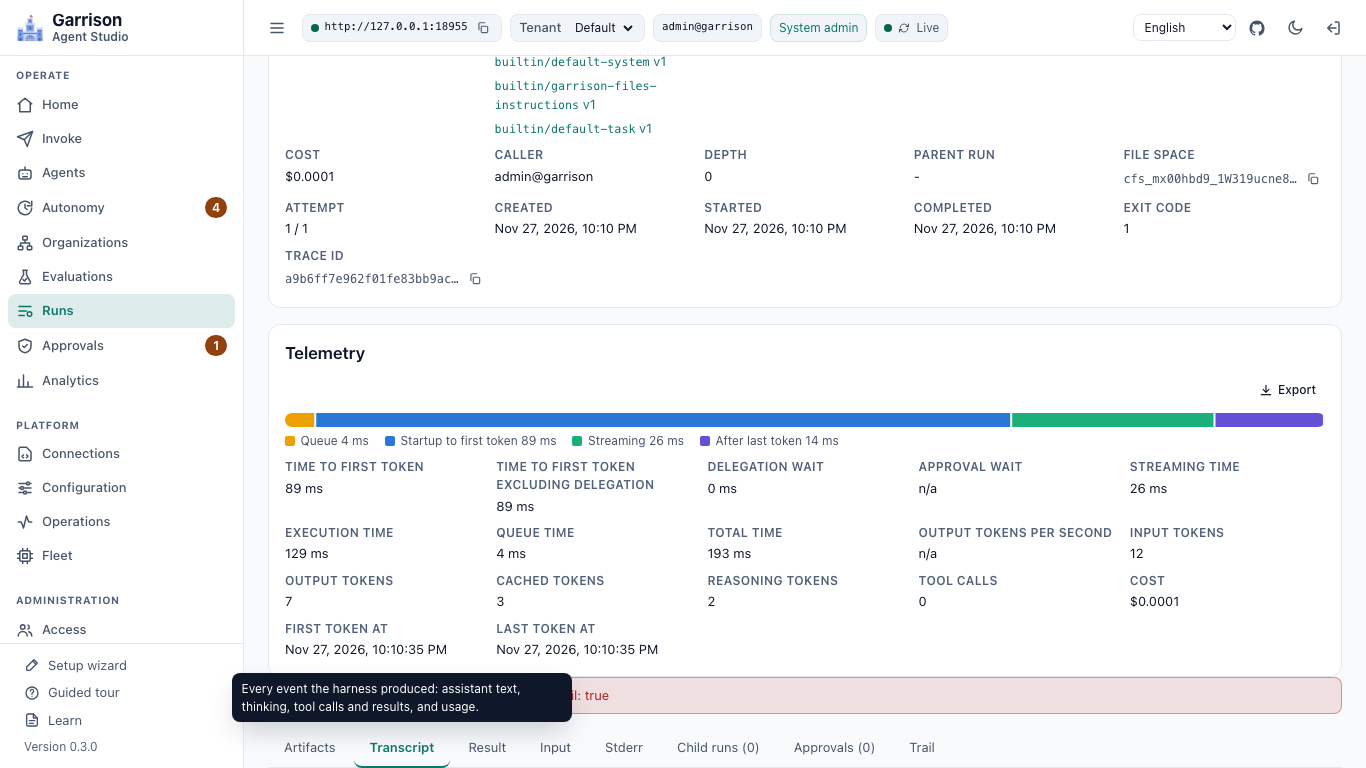 Garrison
Agent Studio
http://127.0.0.1:18955
Tenant Default
admin@garrison
System admin
Live
English
OPERATE
Home
Invoke
Agents
Autonomy 4
Organizations
Evaluations
Runs
Approvals 1
Analytics
PLATFORM
Connections
Configuration
Operations
Fleet
ADMINISTRATION
Access
Setup wizard
Guided tour
Learn
Version 0.3.0
builtin/default-system v1
builtin/garrison-files-
instructions v1
builtin/default-task v1
COST
$0.0001
CALLER
admin@garrison
DEPTH
0
PARENT RUN
-
FILE SPACE
cfs_mx00hbd9_1W319ucne8…
ATTEMPT
1 / 1
CREATED
Nov 27, 2026, 10:10 PM
STARTED
Nov 27, 2026, 10:10 PM
COMPLETED
Nov 27, 2026, 10:10 PM
EXIT CODE
1
TRACE ID
a9b6ff7e962f01fe83bb9ac…
Telemetry
Export
Queue 4 ms
Startup to first token 89 ms
Streaming 26 ms
After last token 14 ms
TIME TO FIRST TOKEN
89 ms
TIME TO FIRST TOKEN
EXCLUDING DELEGATION
89 ms
DELEGATION WAIT
0 ms
APPROVAL WAIT
n/a
STREAMING TIME
26 ms
EXECUTION TIME
129 ms
QUEUE TIME
4 ms
TOTAL TIME
193 ms
OUTPUT TOKENS PER SECOND
n/a
INPUT TOKENS
12
OUTPUT TOKENS
7
CACHED TOKENS
3
REASONING TOKENS
2
TOOL CALLS
0
COST
$0.0001
FIRST TOKEN AT
Nov 27, 2026, 10:10:35 PM
LAST TOKEN AT
Nov 27, 2026, 10:10:35 PM
Every event the harness produced: assistant text,
thinking, tool calls and results, and usage.
true
Artifacts
Transcript
Result
Input
Stderr
Child runs (0)
Approvals (0)
Trail